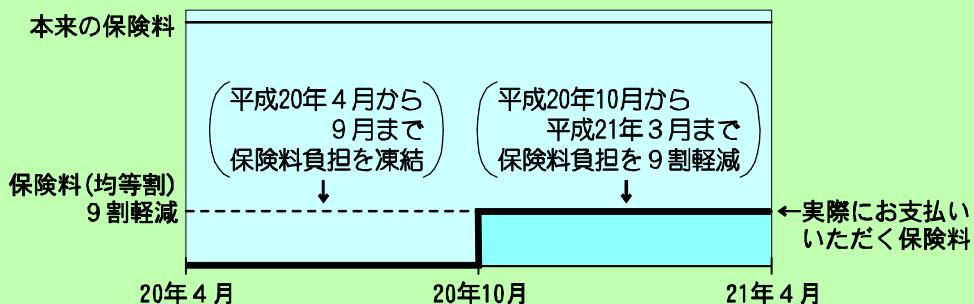 本来の保険料
平成20年４月から
９月まで
保険料負担を凍結
平成20年10月から
平成21年３月まで
保険料負担を９割軽減
保険料(均等割)
９割軽減
←実際にお支払い
いただく保険料
20年４月
20年10月
21年４月